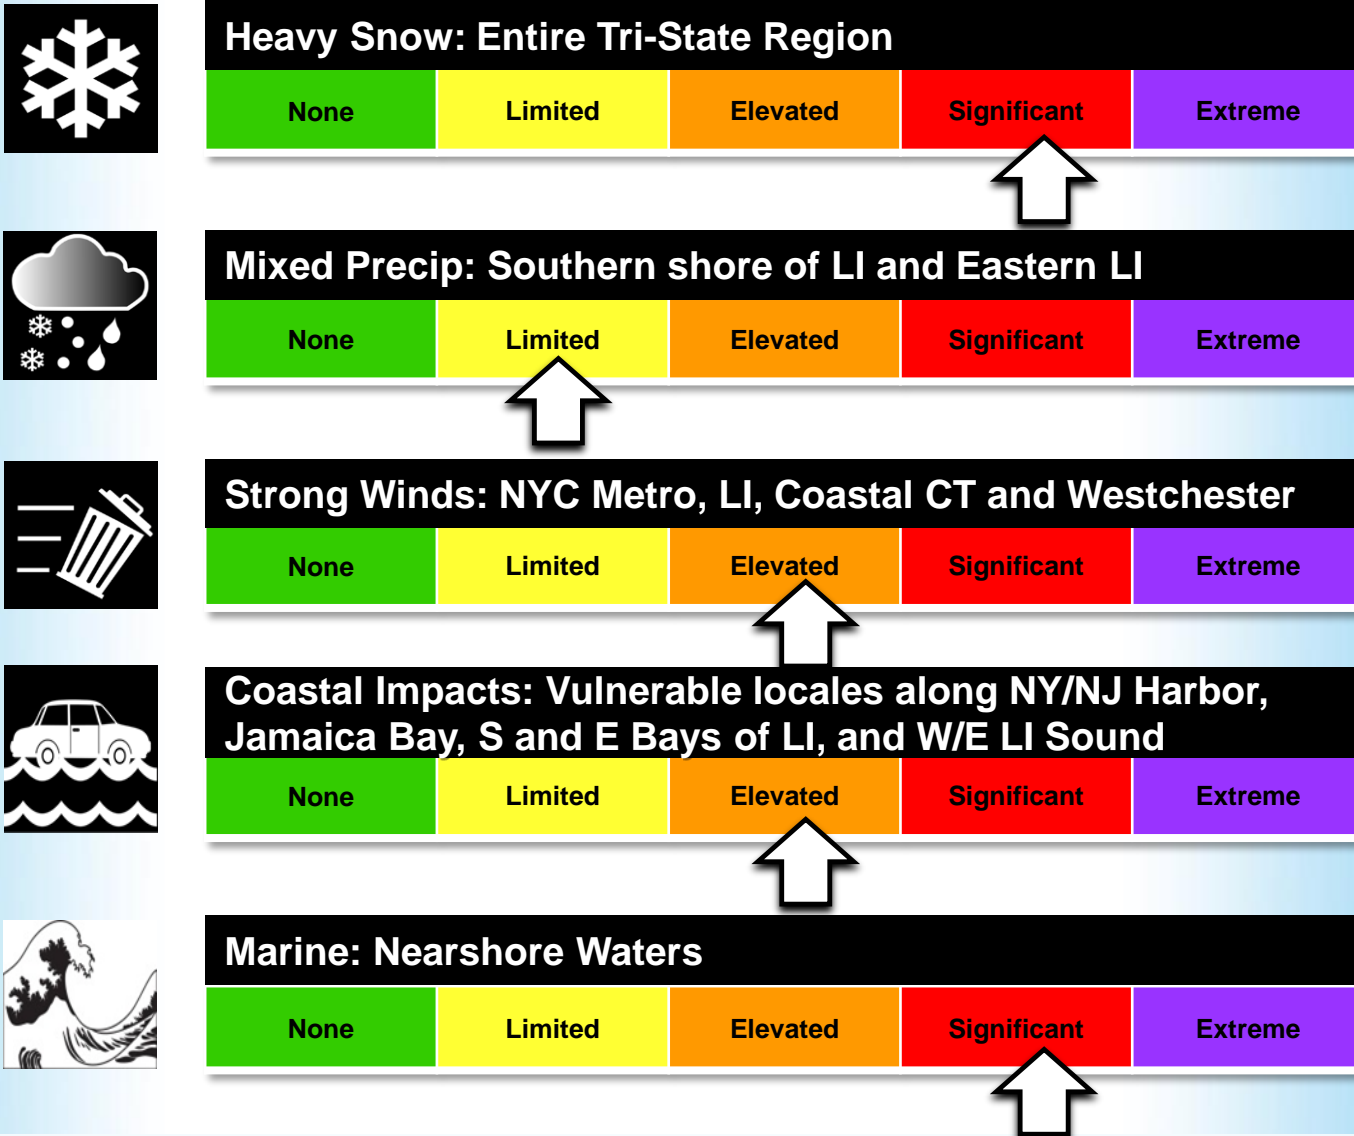 Heavy Snow: Entire Tri-State Region
None Limited Elevated Significant Extreme
Mixed Precip: Southern shore of LI and Eastern LI
None Limited Elevated Significant Extreme
Strong Winds: NYC Metro, LI, Coastal CT and Westchester
None Limited Elevated Significant Extreme
Coastal Impacts: Vulnerable locales along NY/NJ Harbor,
Jamaica Bay, S and E Bays of LI, and W/E LI Sound
None Limited Elevated Significant Extreme
Marine: Nearshore Waters
None Limited Elevated Significant Extreme